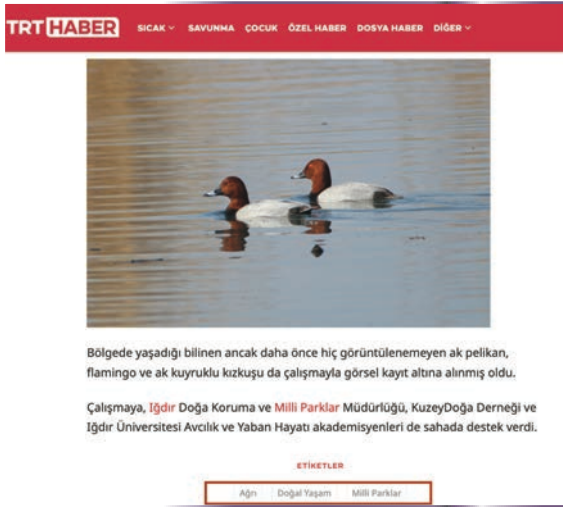 TRT HABER SICAK SAVUNMA ÇOCUK ÖZEL HABER DOSYA HABER DİĞER
Bölgede yaşadığı bilinen ancak daha önce hiç görüntülenemeyen ak pelikan,
flamingo ve ak kuyruklu kızkuşu da çalışmayla görsel kayıt altına alınmış oldu.
Çalışmaya, Iğdır Doğa Koruma ve Milli Parklar Müdürlüğü, KuzeyDoğa Derneği ve
Iğdır Üniversitesi Avcılık ve Yaban Hayatı akademisyenleri de sahada destek verdi.
ETİKETLER
Ağrı Doğal Yaşam Milli Parklar